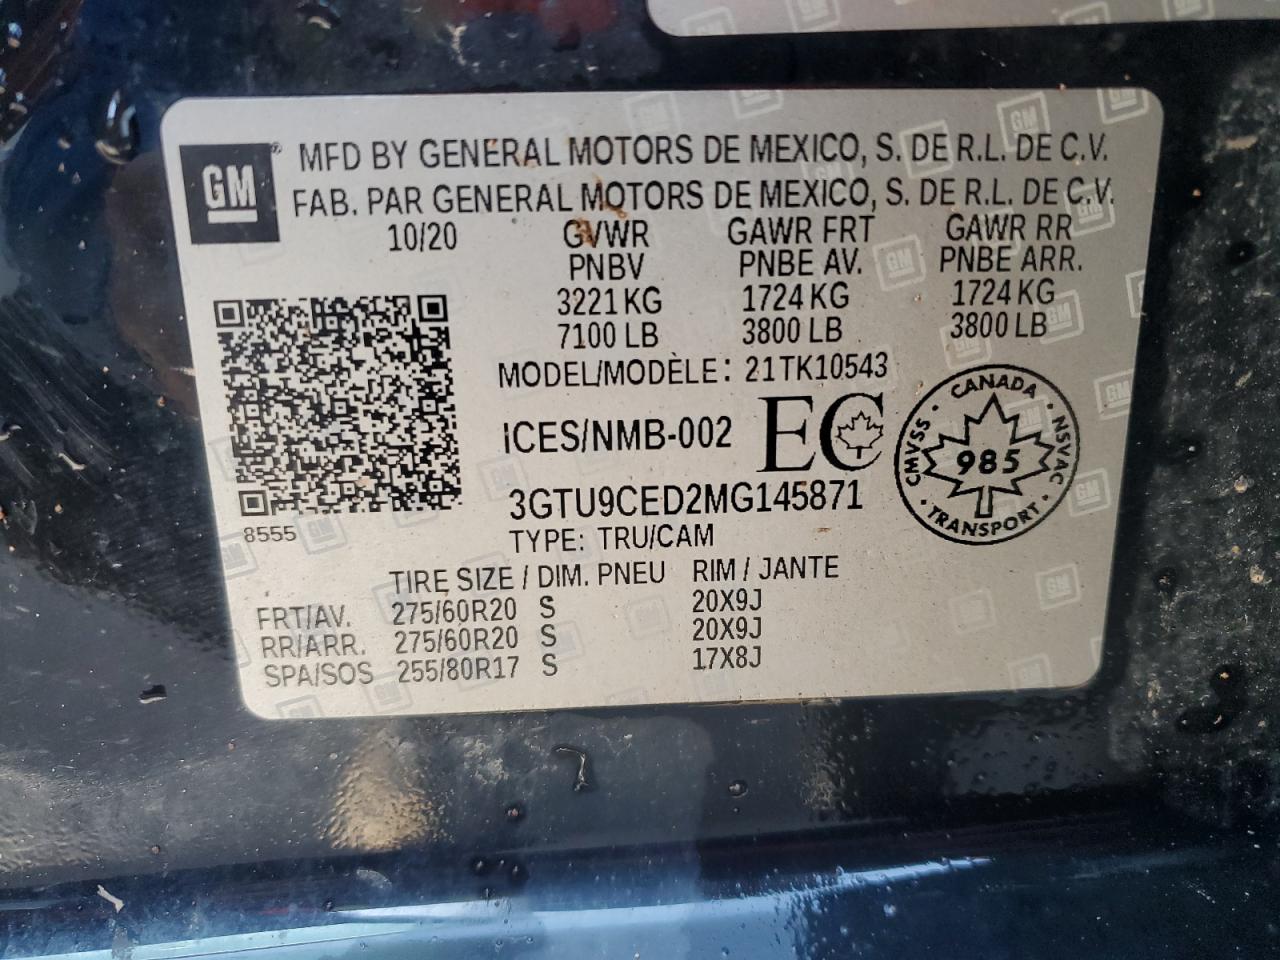 GM® MFD BY GENERAL MOTORS DE MEXICO, S. DE R.L. DE C.V.
FAB. PAR GENERAL MOTORS DE MEXICO, S. DE R.L. DE C.V.
10/20 GVWR GAWR FRT GAWR RR
PNBV PNBE AV. PNBE ARR.
3221 KG 1724 KG 1724 KG
7100 LB 3800 LB 3800 LB
MODEL/MODÈLE: 21TK10543
ICES/NMB-002 EC
CANADA
CMVSS 985 NSVAC
TRANSPORT
3GTU9CED2MG145871
8555 TYPE: TRU/CAM
TIRE SIZE / DIM. PNEU RIM / JANTE
FRT/AV. 275/60R20 S 20X9J
RR/ARR. 275/60R20 S 20X9J
SPA/SOS 255/80R17 S 17X8J